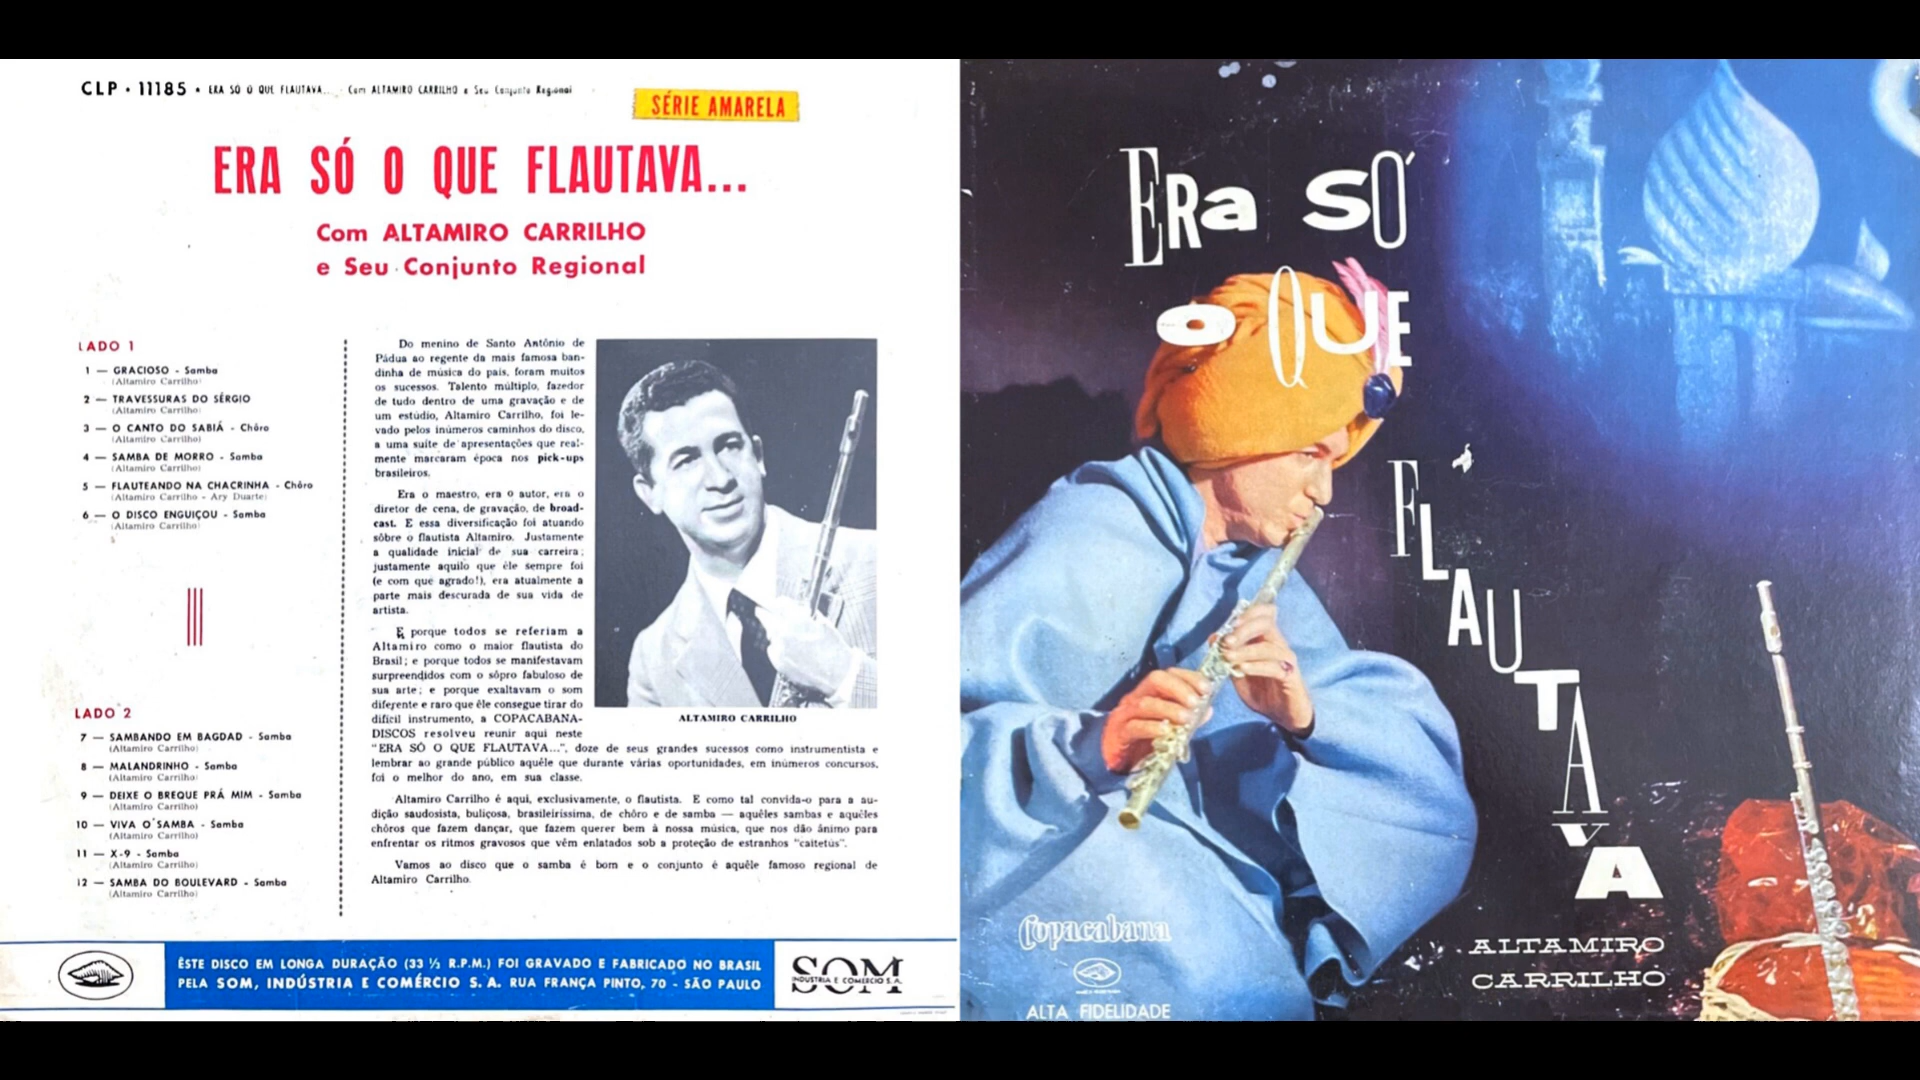 CLP • 11185 • ERA SÓ O QUE FLAUTAVA... - Com ALTAMIRO CARRILHO e Seu Conjunto Regional
SÉRIE AMARELA
ERA SÓ O QUE FLAUTAVA...
Com ALTAMIRO CARRILHO
e Seu Conjunto Regional
LADO 1
1 — GRACIOSO - Samba
(Altamiro Carrilho)
2 — TRAVESSURAS DO SÉRGIO
(Altamiro Carrilho)
3 — O CANTO DO SABIÁ - Chôro
(Altamiro Carrilho)
4 — SAMBA DE MORRO - Samba
(Altamiro Carrilho)
5 — FLAUTEANDO NA CHACRINHA - Chôro
(Altamiro Carrilho - Ary Duarte)
6 — O DISCO ENGUIÇOU - Samba
(Altamiro Carrilho)
LADO 2
7 — SAMBANDO EM BAGDAD - Samba
(Altamiro Carrilho)
8 — MALANDRINHO - Samba
(Altamiro Carrilho)
9 — DEIXE O BREQUE PRÁ MIM - Samba
(Altamiro Carrilho)
10 — VIVA O SAMBA - Samba
(Altamiro Carrilho)
11 — X-9 - Samba
(Altamiro Carrilho)
12 — SAMBA DO BOULEVARD - Samba
(Altamiro Carrilho)
Do menino de Santo Antônio de
Pádua ao regente da mais famosa ban-
dinha de música do país, foram muitos
os sucessos. Talento múltiplo, fazedor
de tudo dentro de uma gravação e de
um estúdio, Altamiro Carrilho, foi le-
vado pelos inúmeros caminhos do disco,
a uma suíte de apresentações que real-
mente marcaram época nos pick-ups
brasileiros.
Era o maestro, era o autor, era o
diretor de cena, de gravação, de broad-
cast. E essa diversificação foi atuando
sôbre o flautista Altamiro. Justamente
a qualidade inicial de sua carreira;
justamente aquilo que êle sempre foi
(e com que agrado!), era atualmente a
parte mais descurada de sua vida de
artista.
E porque todos se referiam a
Altamiro como o maior flautista do
Brasil; e porque todos se manifestavam
surpreendidos com o sôpro fabuloso de
sua arte; e porque exaltavam o som
diferente e raro que êle consegue tirar do
difícil instrumento, a COPACABANA-
DISCOS resolveu reunir aqui neste
"ERA SÓ O QUE FLAUTAVA...", doze de seus grandes sucessos como instrumentista e
lembrar ao grande público aquêle que durante várias oportunidades, em inúmeros concursos,
foi o melhor do ano, em sua classe.
Altamiro Carrilho é aqui, exclusivamente, o flautista. E como tal convida-o para a au-
dição saudosista, buliçosa, brasileiríssima, de chôro e de samba — aquêles sambas e aquêles
chôros que fazem dançar, que fazem querer bem à nossa música, que nos dão ânimo para
enfrentar os ritmos gravosos que vêm enlatados sob a proteção de estranhos "caitetús".
Vamos ao disco que o samba é bom e o conjunto é aquêle famoso regional de
Altamiro Carrilho.
ALTAMIRO CARRILHO
ÊSTE DISCO EM LONGA DURAÇÃO (33 ⅓ R.P.M.) FOI GRAVADO E FABRICADO NO BRASIL
PELA SOM, INDÚSTRIA E COMÉRCIO S. A. RUA FRANÇA PINTO, 70 - SÃO PAULO
SOM
INDÚSTRIA E COMÉRCIO S.A.
ERa SÓ
O QUE
FLAUTAVA
ALTAMIRO
CARRILHO
Copacabana
ALTA FIDELIDADE